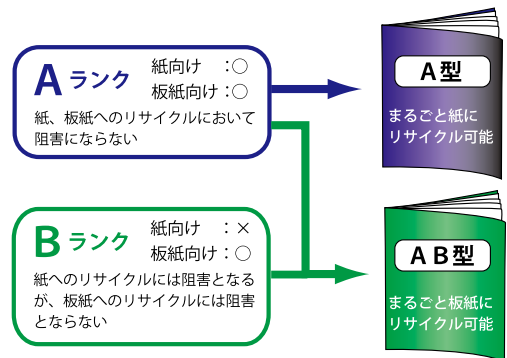 Aランク
紙向け　：○
板紙向け：○
紙、板紙へのリサイクルにおいて
阻害にならない
A型
まるごと紙に
リサイクル可能
Bランク
紙向け　：×
板紙向け：○
紙へのリサイクルには阻害となる
が、板紙へのリサイクルには阻害
とならない
AB型
まるごと板紙に
リサイクル可能